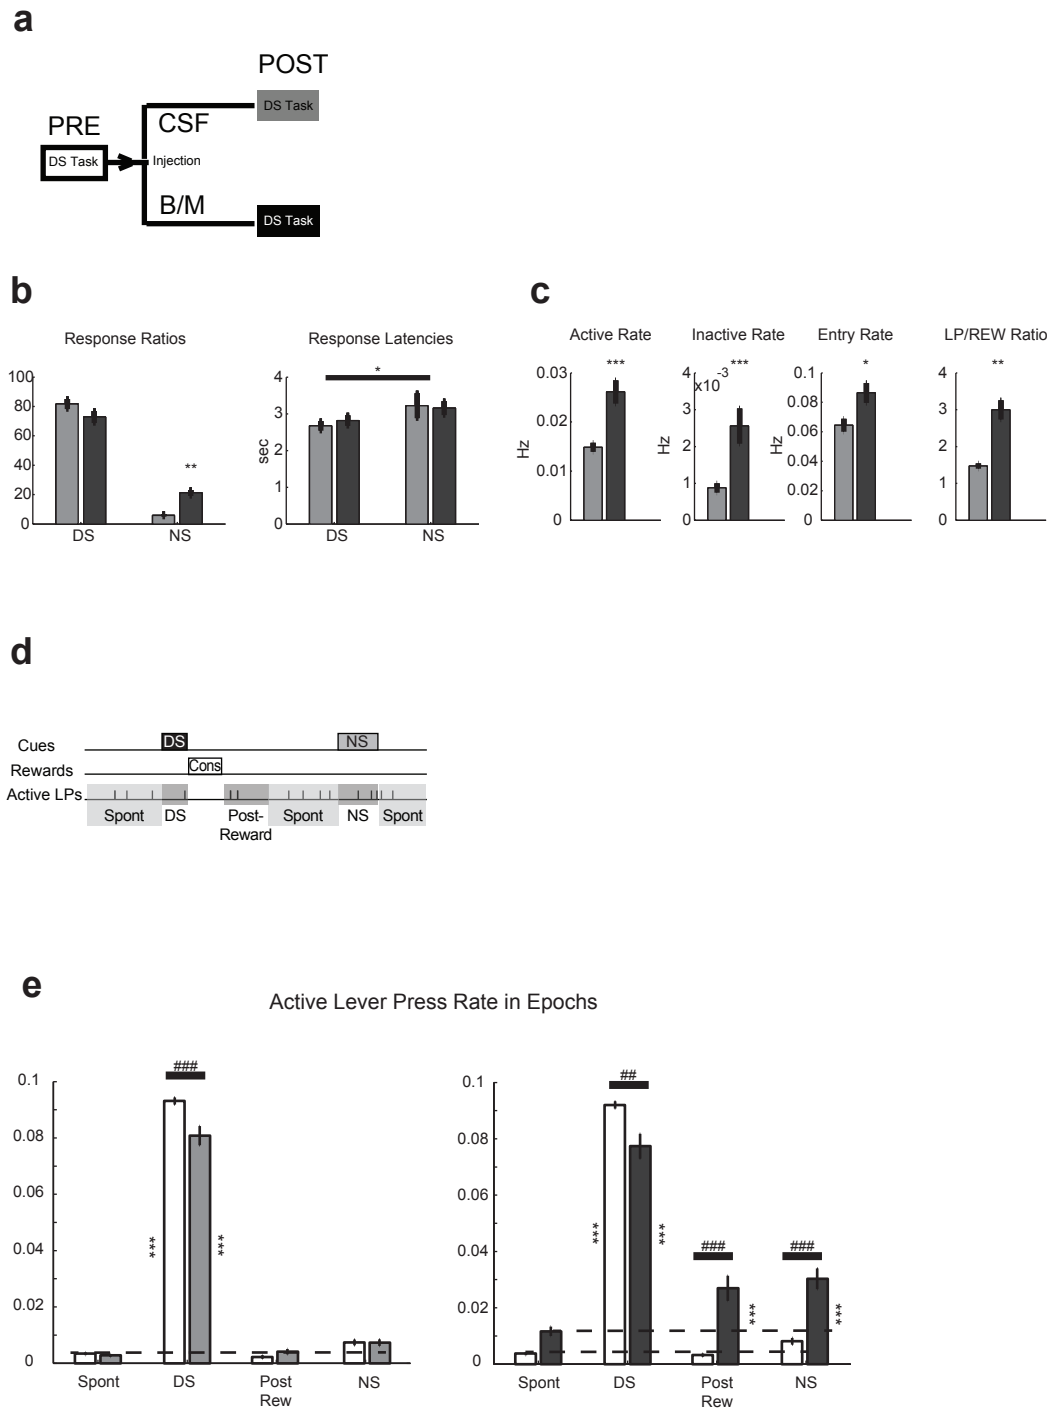 a
POST
DS Task
CSF
PRE
DS Task
Injection
B/M
DS Task
b
Response Ratios
100
80
60
40
20
0
**
DS
NS
Response Latencies
4
3
2
1
0
sec
*
DS
NS
c
Active Rate
***
0.03
0.01
0
Hz
Inactive Rate
***
4
x10
-3
3
2
1
0
Hz
Entry Rate
*
0.1
0.08
0.06
0.04
0.02
0
Hz
LP/REW Ratio
**
4
3
2
1
0
d
Cues
DS
NS
Rewards
Cons
Active LPs
Spont
DS
Post-
Reward
Spont
NS
Spont
e
Active Lever Press Rate in Epochs
###
0.1
0.08
0.06
0.04
0.02
0
***
***
Spont
DS
Post
Rew
NS
##
0.1
0.08
0.06
0.04
0.02
0
***
***
###
***
###
***
Spont
DS
Post
Rew
NS